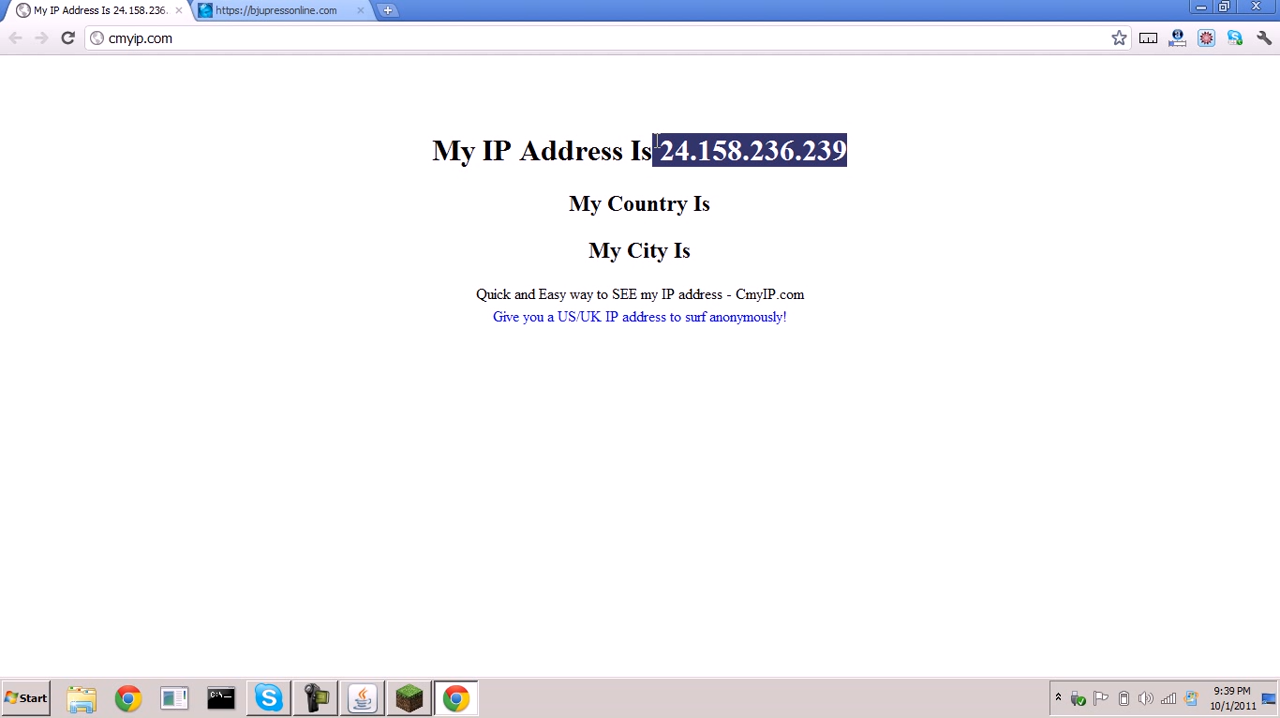 My IP Address Is 24.158.236.
https://bjupressonline.com
cmyip.com
My IP Address Is 24.158.236.239
My Country Is
My City Is
Quick and Easy way to SEE my IP address - CmyIP.com
Give you a US/UK IP address to surf anonymously!
Start
9:39 PM
10/1/2011